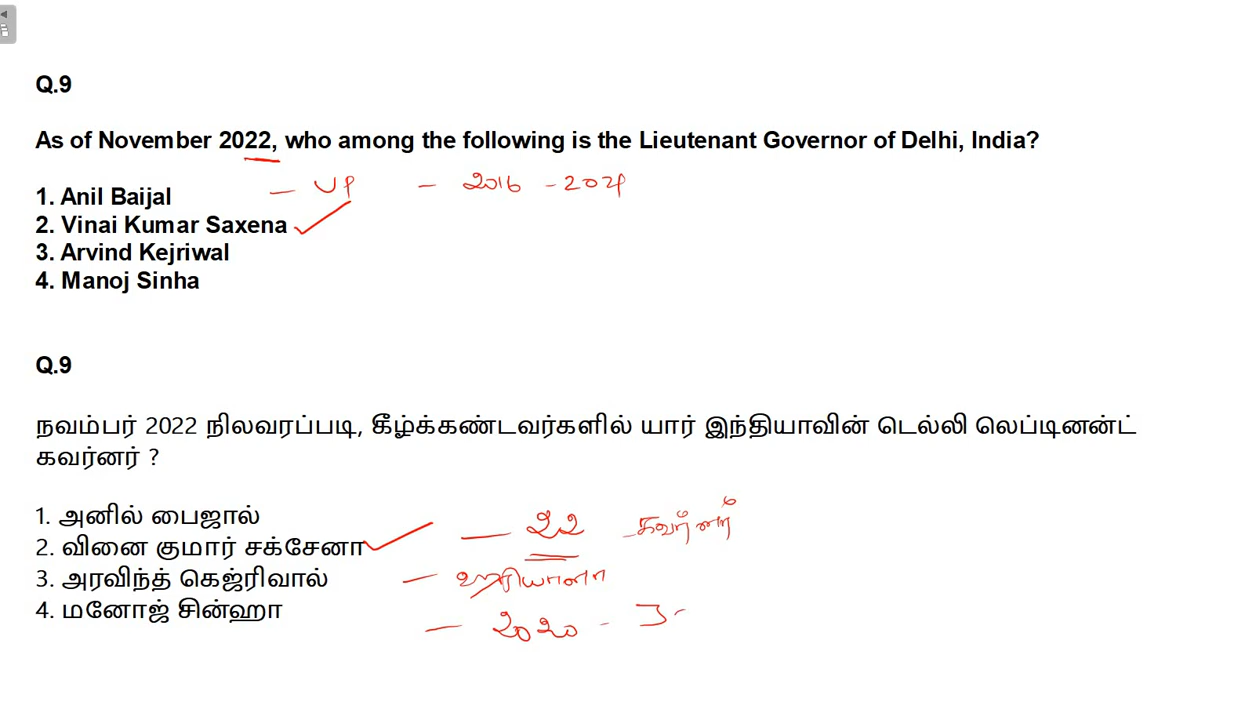 Q.9
As of November 2022, who among the following is the Lieutenant Governor of Delhi, India?
1. Anil Baijal — UP — 2016 - 2021
2. Vinai Kumar Saxena
3. Arvind Kejriwal
4. Manoj Sinha
Q.9
நவம்பர் 2022 நிலவரப்படி, கீழ்க்கண்டவர்களில் யார் இந்தியாவின் டெல்லி லெப்டினன்ட்
கவர்னர் ?
1. அனில் பைஜால்
2. வினை குமார் சக்சேனா — 22 - கவர்னர்
3. அரவிந்த் கெஜ்ரிவால் — ஹரியானா
4. மனோஜ் சின்ஹா — 2020 -